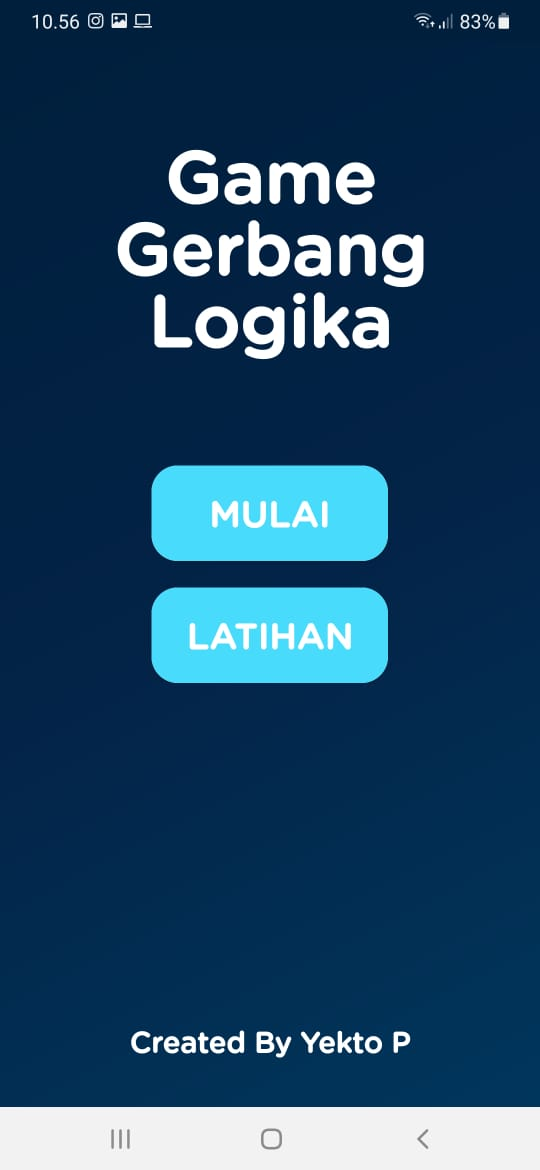 10.56
83%
Game
Gerbang
Logika
MULAI
LATIHAN
Created By Yekto P